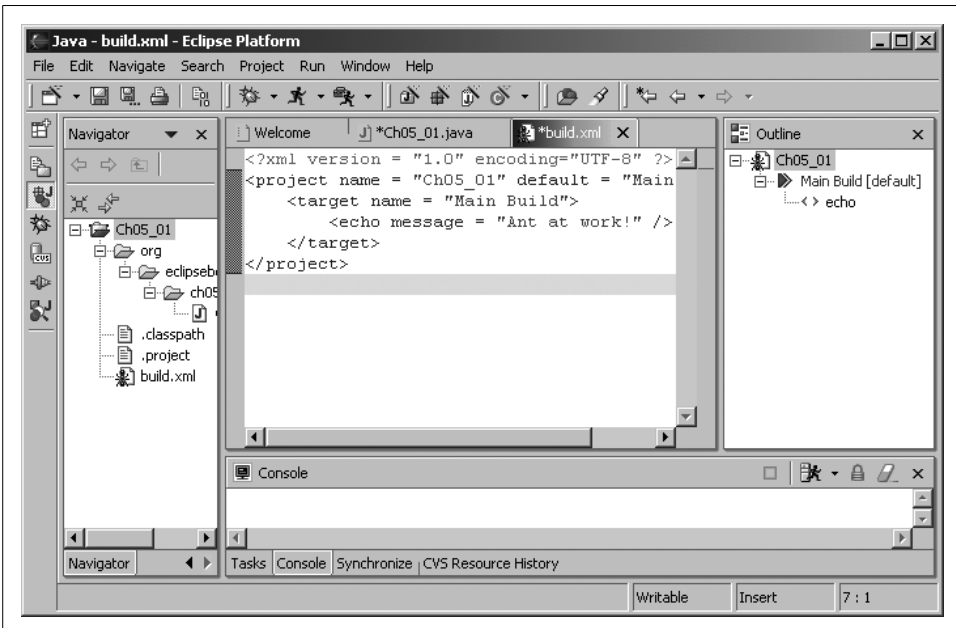 Java - build.xml - Eclipse Platform
File Edit Navigate Search Project Run Window Help
Navigator
Welcome
*Ch05_01.java
*build.xml
Outline
<?xml version = "1.0" encoding="UTF-8" ?>
<project name = "Ch05_01" default = "Main
<target name = "Main Build">
<echo message = "Ant at work!" />
</target>
</project>
Ch05_01
org
eclipseb
ch05
.classpath
.project
build.xml
Ch05_01
Main Build [default]
echo
Console
Navigator
Tasks Console Synchronize CVS Resource History
Writable
Insert
7 : 1